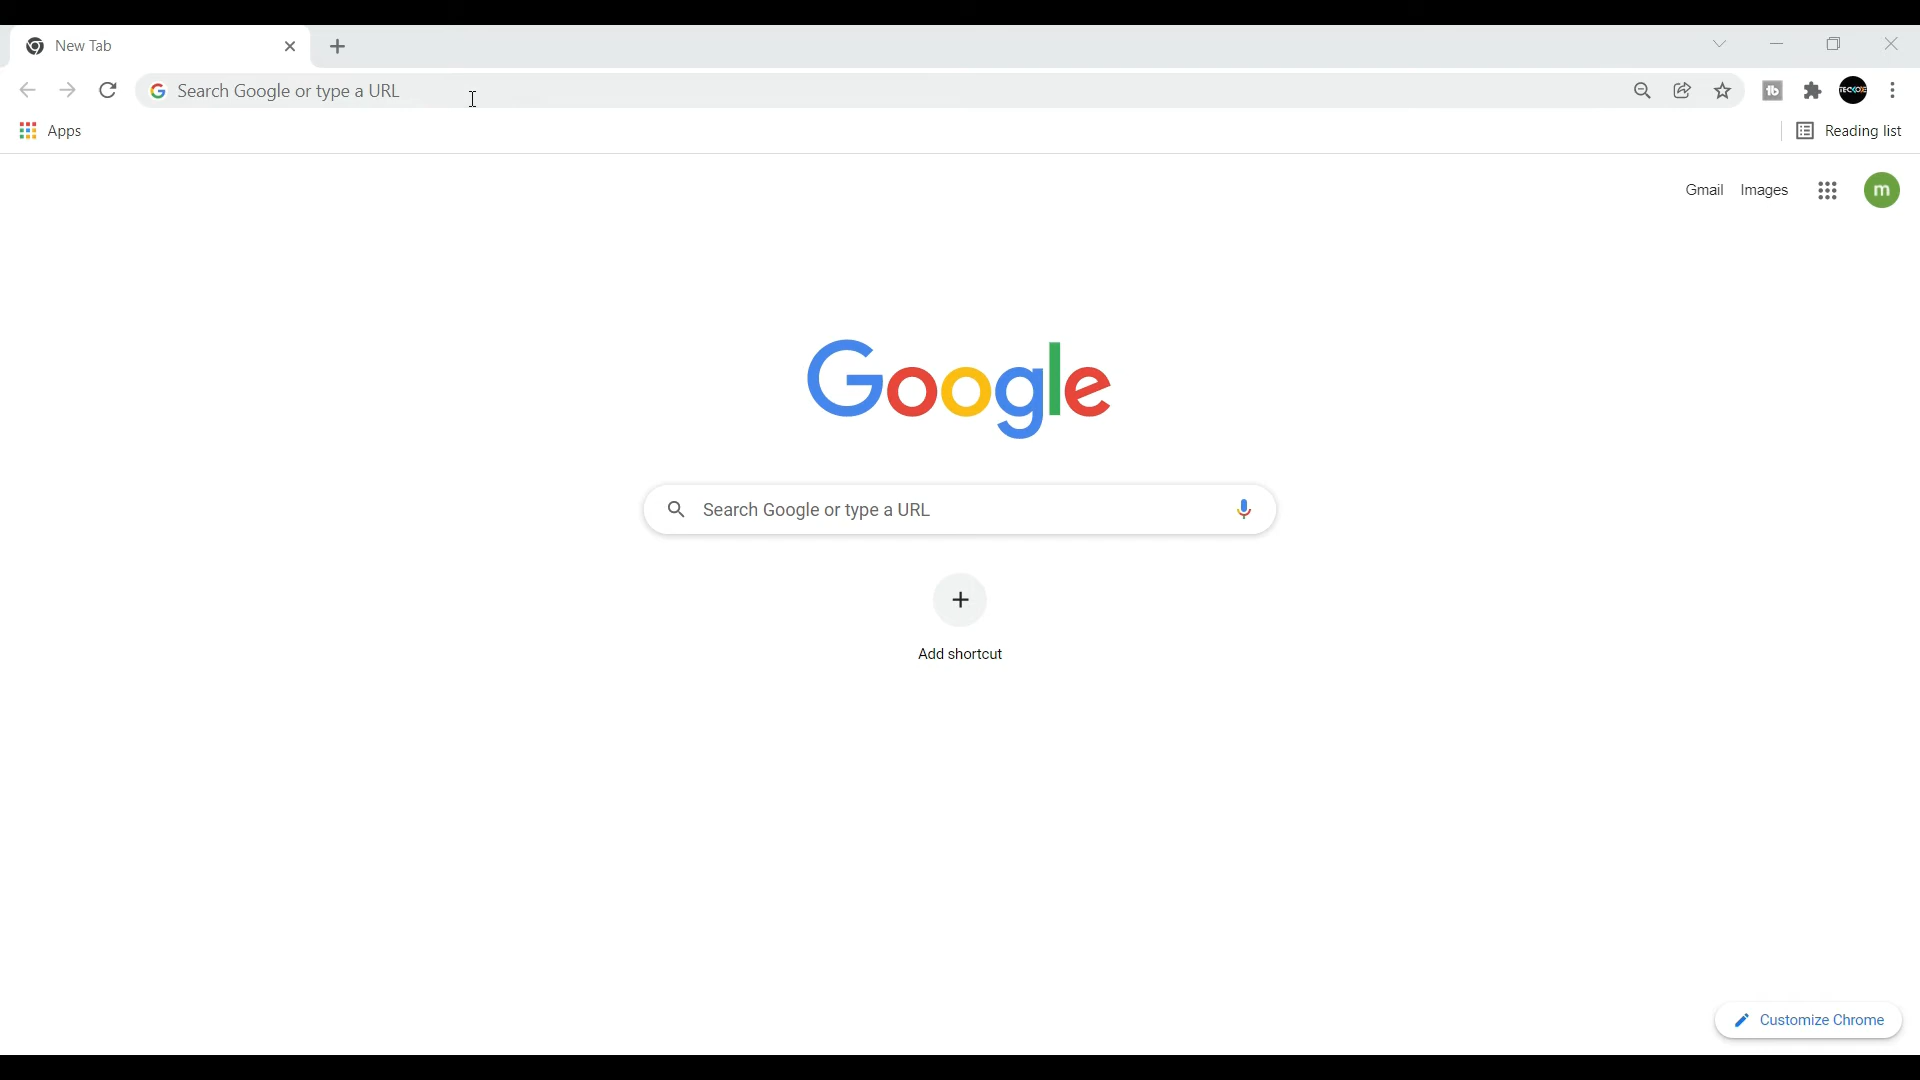 New Tab
Search Google or type a URL
Apps
Reading list
Gmail Images
m
Google
Search Google or type a URL
Add shortcut
Customize Chrome